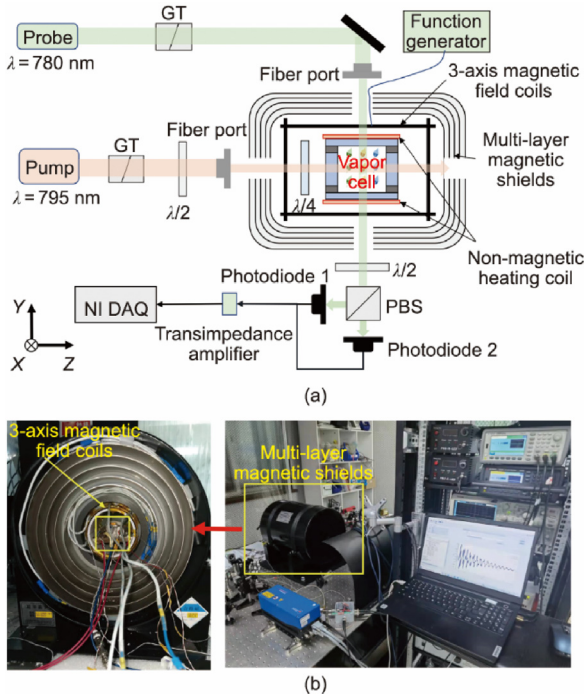 GT
Probe
λ = 780 nm
Function
generator
Fiber port
3-axis magnetic
field coils
GT
Fiber port
Pump
λ = 795 nm
λ/2
λ/4
Vapor
cell
Multi-layer
magnetic
shields
Non-magnetic
heating coil
λ/2
Photodiode 1
NI DAQ
PBS
Transimpedance
amplifier
Photodiode 2
Y
X
Z
(a)
3-axis magnetic
field coils
Multi-layer
magnetic shields
(b)